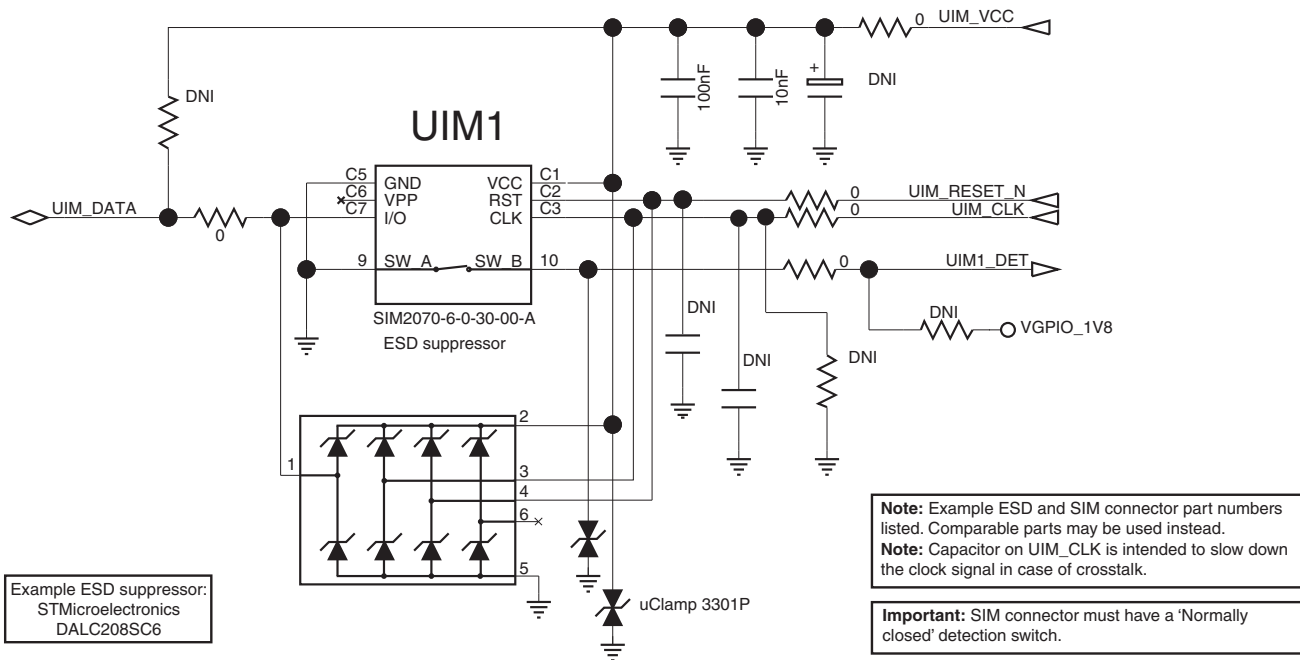 0 UIM_VCC
DNI
100nF
10nF
+
DNI
UIM1
C5 GND VCC C1
C6 VPP RST C2
C7 I/O CLK C3
UIM_DATA
0
0 UIM_RESET_N
0 UIM_CLK
9 SW_A SW_B 10
0 UIM1_DET
SIM2070-6-0-30-00-A
ESD suppressor
DNI
DNI
VGPIO_1V8
DNI
DNI
1
2
3
4
6
5
uClamp 3301P
Example ESD suppressor:
STMicroelectronics
DALC208SC6
Note: Example ESD and SIM connector part numbers
listed. Comparable parts may be used instead.
Note: Capacitor on UIM_CLK is intended to slow down
the clock signal in case of crosstalk.
Important: SIM connector must have a ‘Normally
closed’ detection switch.